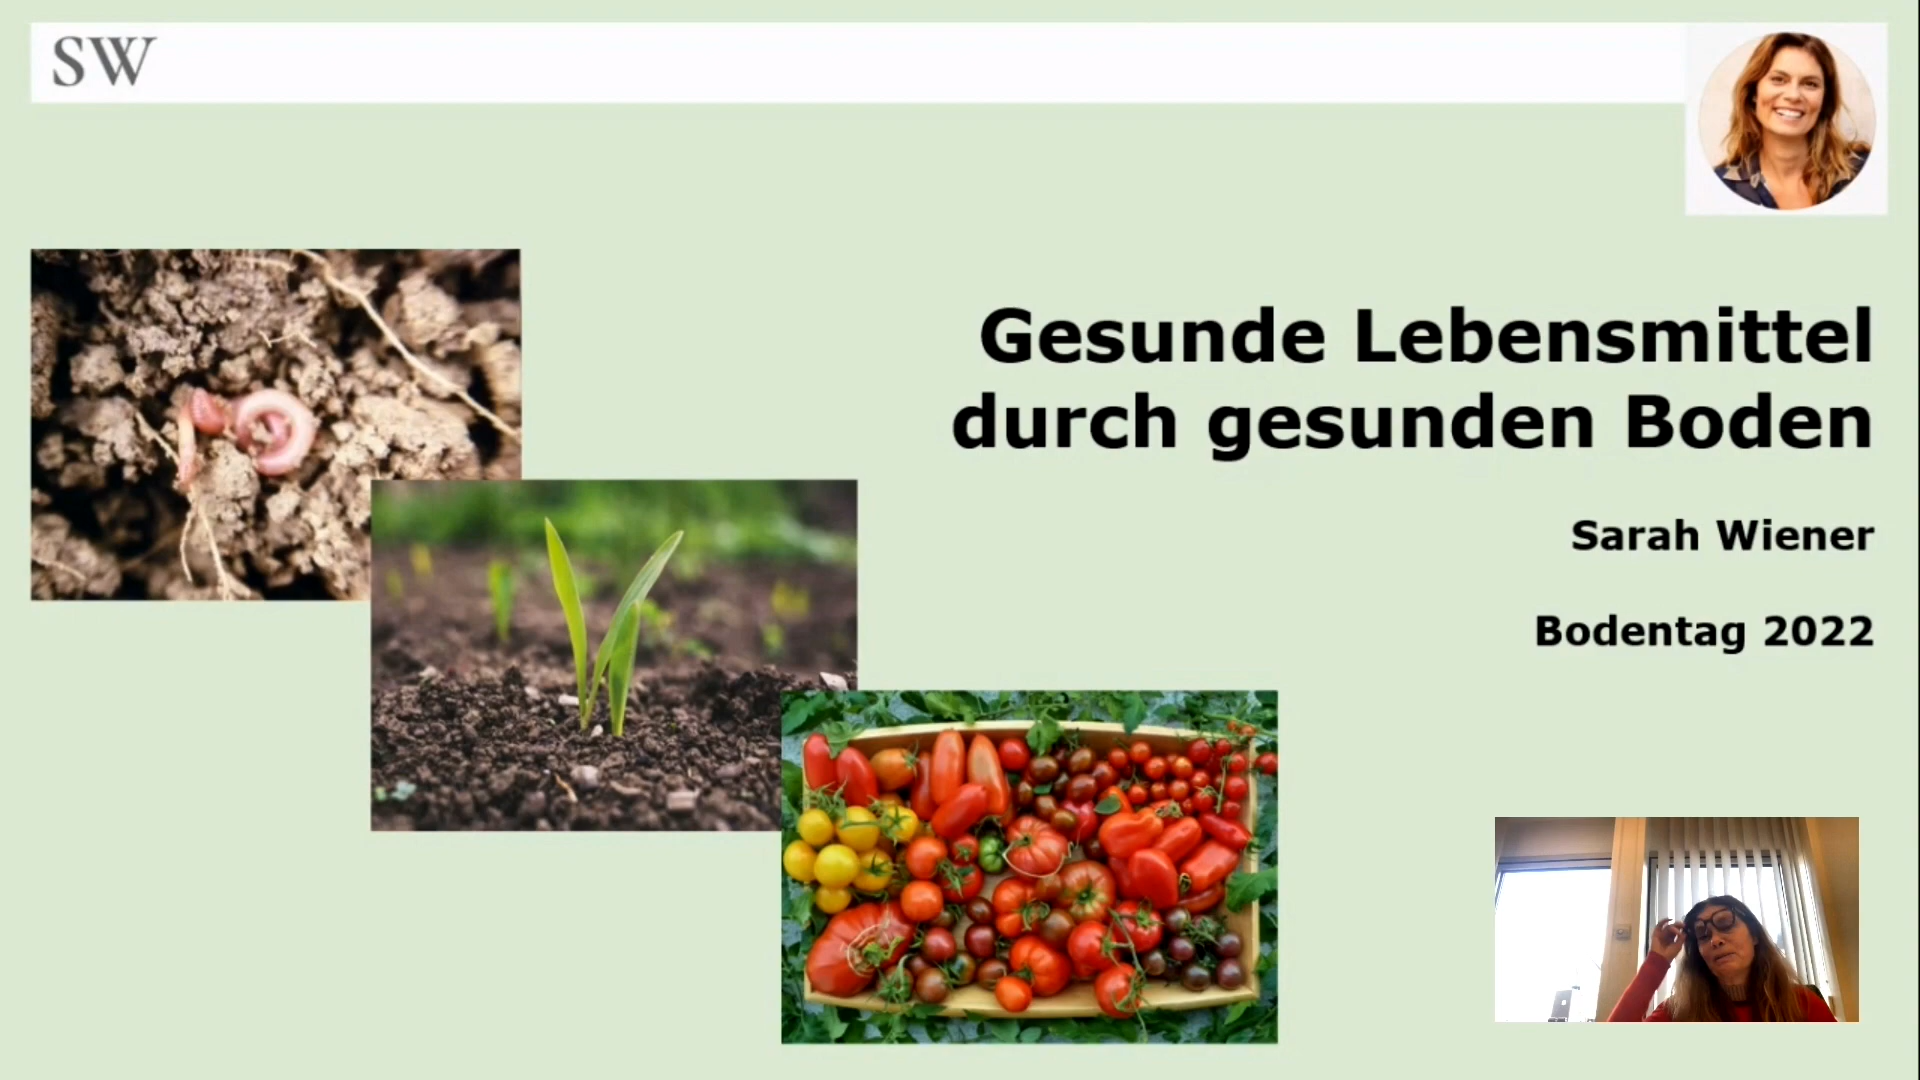 SW
Gesunde Lebensmittel
durch gesunden Boden
Sarah Wiener
Bodentag 2022